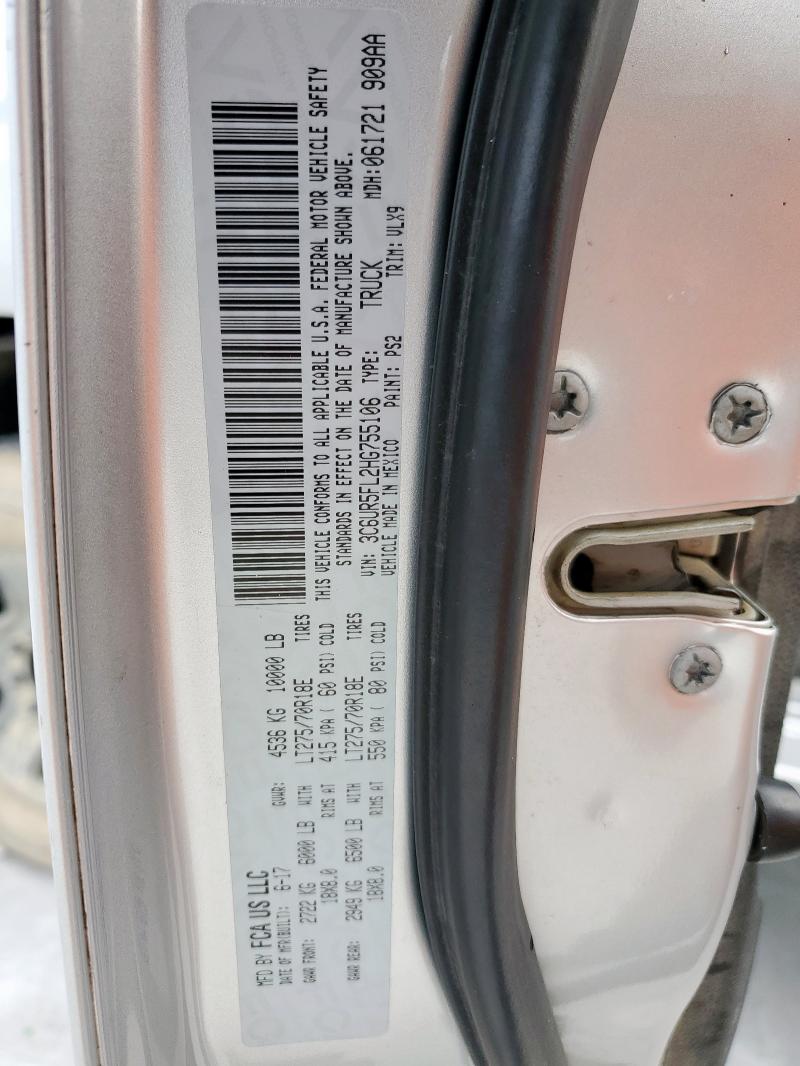 MFD BY FCA US LLC
DATE OF MFR(BUILT): 6-17 GVWR: 4536 KG 10000 LB
GAWR FRONT: 2722 KG 6000 LB WITH LT275/70R18E TIRES
18X8.0 RIMS AT 415 KPA ( 60 PSI) COLD
GAWR REAR: 2949 KG 6500 LB WITH LT275/70R18E TIRES
18X8.0 RIMS AT 550 KPA ( 80 PSI) COLD
THIS VEHICLE CONFORMS TO ALL APPLICABLE U.S.A. FEDERAL MOTOR VEHICLE SAFETY
STANDARDS IN EFFECT ON THE DATE OF MANUFACTURE SHOWN ABOVE.
VIN: 3C6UR5FL2HG755106 TYPE: TRUCK MDH:061721 909AA
VEHICLE MADE IN MEXICO PAINT: PS2 TRIM: VLX9